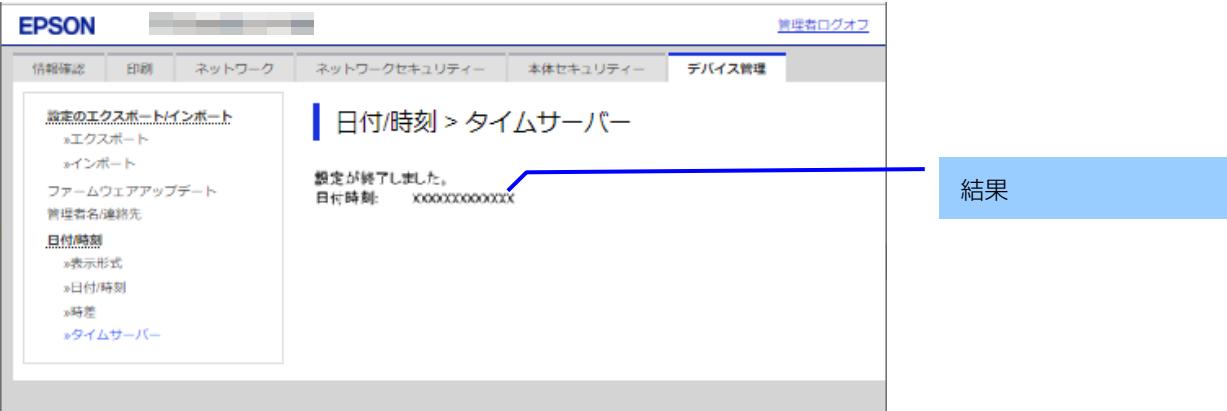 EPSON
管理者ログオフ
情報確認 印刷 ネットワーク ネットワークセキュリティー 本体セキュリティー デバイス管理
設定のエクスポート/インポート
»エクスポート
»インポート
ファームウェアアップデート
管理者名/連絡先
日付/時刻
»表示形式
»日付/時刻
»時差
»タイムサーバー
日付/時刻 > タイムサーバー
設定が終了しました。
日付時刻: XXXXXXXXXXXX
結果